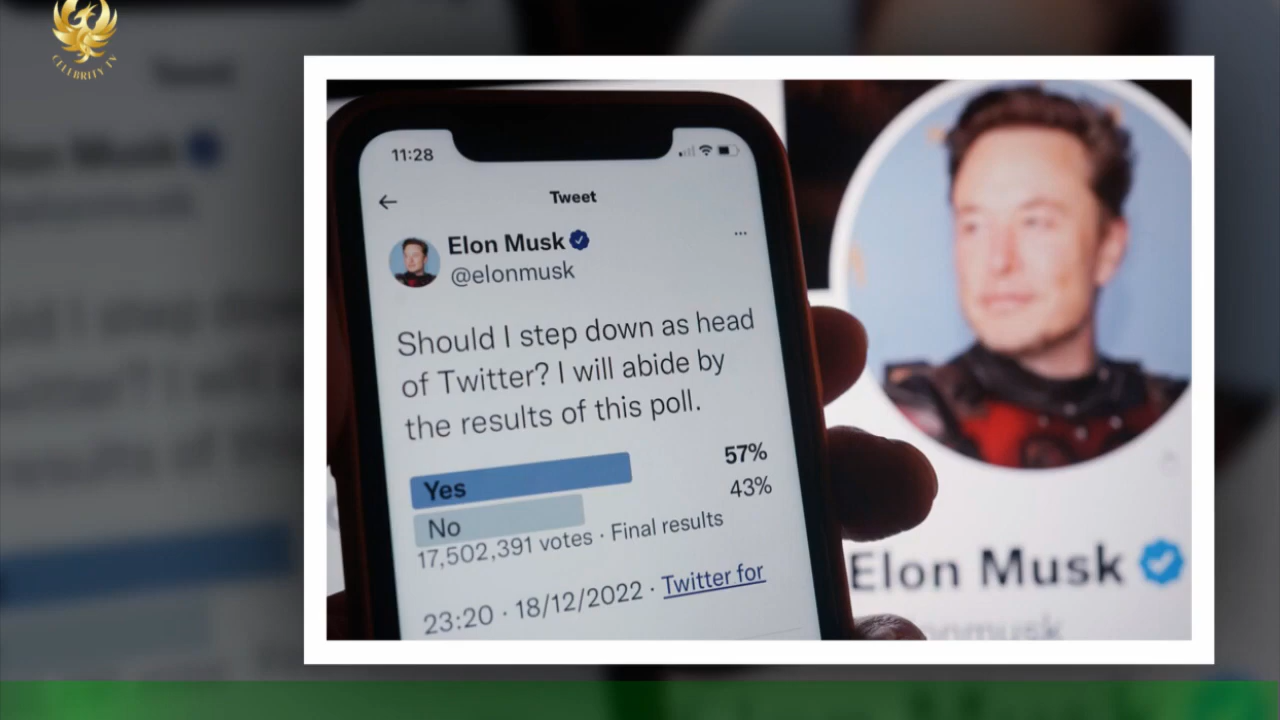 CELEBRITY TV
11:28
Tweet
Elon Musk
@elonmusk
Should I step down as head
of Twitter? I will abide by
the results of this poll.
Yes 57%
No 43%
17,502,391 votes · Final results
23:20 · 18/12/2022 · Twitter for
Elon Musk